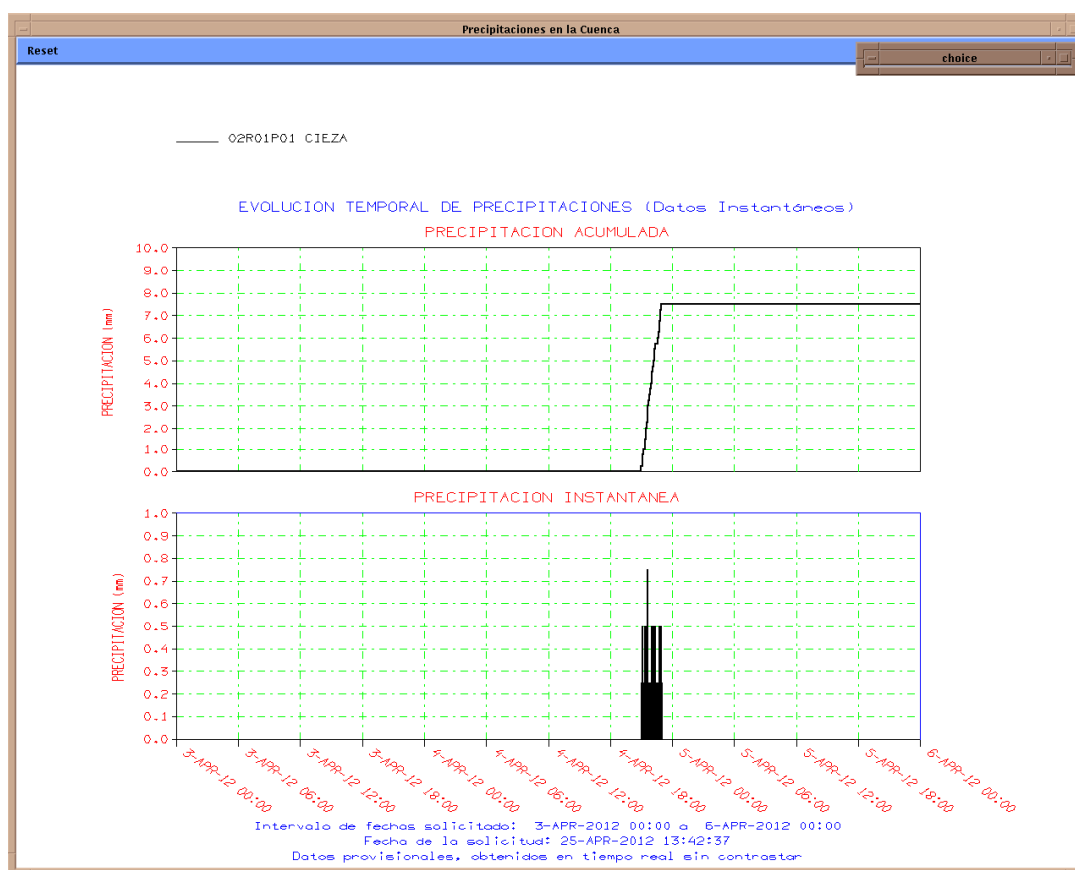 Precipitaciones en la Cuenca
Reset
choice
02R01P01 CIEZA
EVOLUCION TEMPORAL DE PRECIPITACIONES (Datos Instantáneos)
PRECIPITACION ACUMULADA
PRECIPITACION (mm)
10.0
9.0
8.0
7.0
6.0
5.0
4.0
3.0
2.0
1.0
0.0
PRECIPITACION INSTANTANEA
PRECIPITACION (mm)
1.0
0.9
0.8
0.7
0.6
0.5
0.4
0.3
0.2
0.1
0.0
3-APR-12 00:00
3-APR-12 06:00
3-APR-12 12:00
3-APR-12 18:00
4-APR-12 00:00
4-APR-12 06:00
4-APR-12 12:00
4-APR-12 18:00
5-APR-12 00:00
5-APR-12 06:00
5-APR-12 12:00
5-APR-12 18:00
6-APR-12 00:00
Intervalo de fechas solicitado: 3-APR-2012 00:00 a 6-APR-2012 00:00
Fecha de la solicitud: 25-APR-2012 13:42:37
Datos provisionales, obtenidos en tiempo real sin contrastar